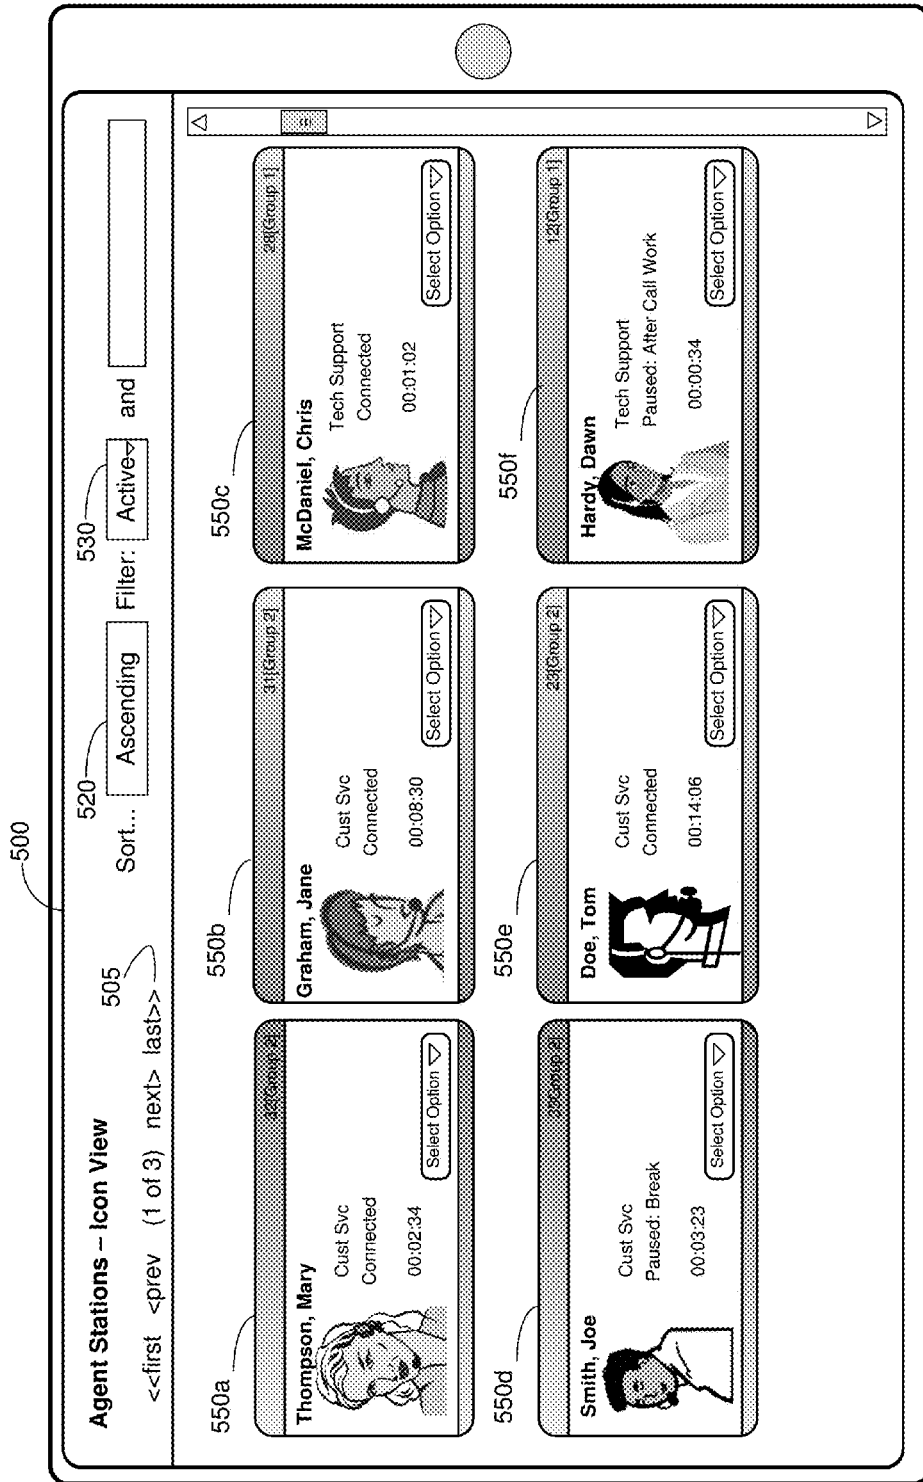 500
Agent Stations – Icon View
<<first <prev (1 of 3) next> last>>
505
Sort...
520
Ascending
Filter:
530
Active
and
550a
Thompson, Mary
Cust Svc
Connected
00:02:34
Select Option
550b
31[Group 2]
Graham, Jane
Cust Svc
Connected
00:08:30
Select Option
550c
28[Group 1]
McDaniel, Chris
Tech Support
Connected
00:01:02
Select Option
550d
Smith, Joe
Cust Svc
Paused: Break
00:03:23
Select Option
550e
23[Group 2]
Doe, Tom
Cust Svc
Connected
00:14:06
Select Option
550f
12[Group 1]
Hardy, Dawn
Tech Support
Paused: After Call Work
00:00:34
Select Option